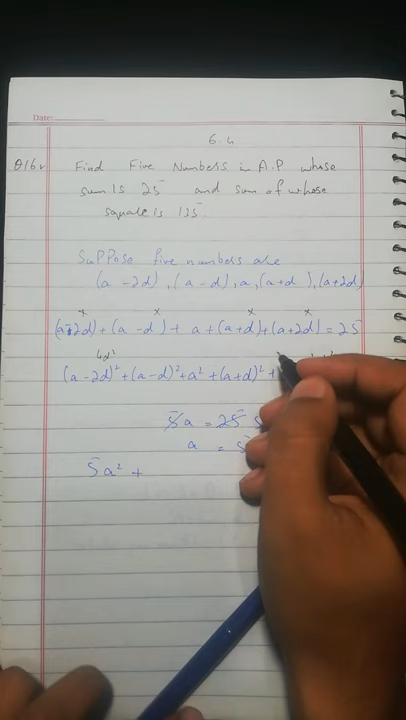 Date:
6.4
Q16v Find Five Numbers in A.P whose
sum is 25 and sum of whose
square is 135.
Suppose five numbers are
(a-2d), (a-d), a, (a+d), (a+2d)
(a-2d) + (a-d) + a + (a+d) + (a+2d) = 25
4d²
(a-2d)² + (a-d)² + a² + (a+d)² +
5a = 25
a = 5
5a² +